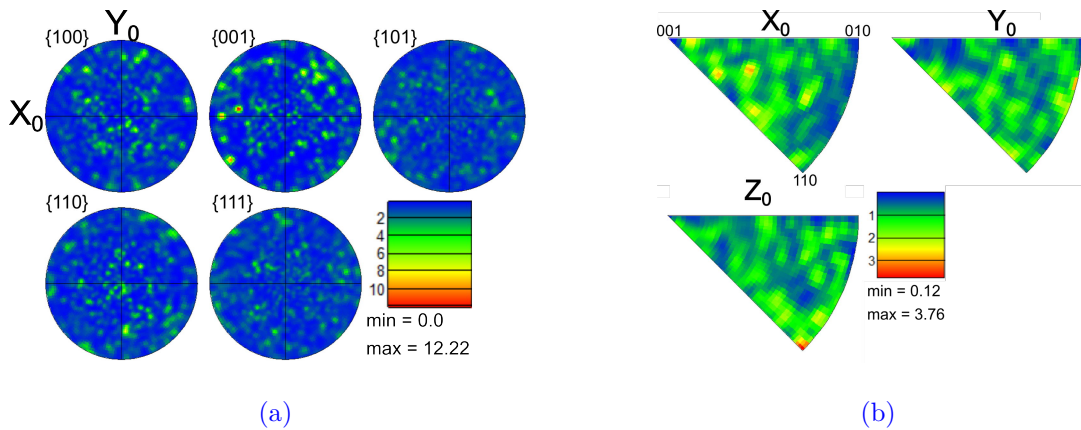 Y₀
{100} {001} {101}
X₀
{110} {111}
2
4
6
8
10
min = 0.0
max = 12.22
(a)
X₀ Y₀
001 010
110
Z₀
1
2
3
min = 0.12
max = 3.76
(b)